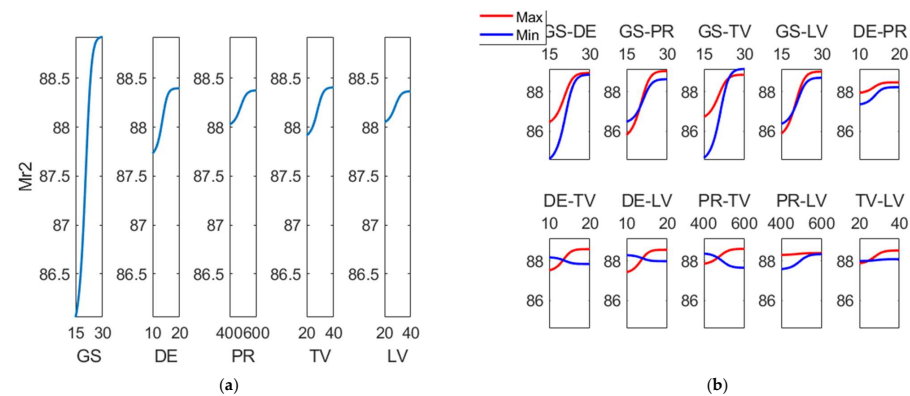 Mr2
88.5 88.5 88.5 88.5 88.5
88 88 88 88 88
87.5 87.5 87.5 87.5 87.5
87 87 87 87 87
86.5 86.5 86.5 86.5 86.5
15 30 10 20 400600 20 40 20 40
GS DE PR TV LV
(a)
Max
Min
GS-DE GS-PR GS-TV GS-LV DE-PR
15 30 15 30 15 30 15 30 10 20
88 88 88 88 88
86 86 86 86 86
DE-TV DE-LV PR-TV PR-LV TV-LV
10 20 10 20 400 600 400 600 20 40
88 88 88 88 88
86 86 86 86 86
(b)